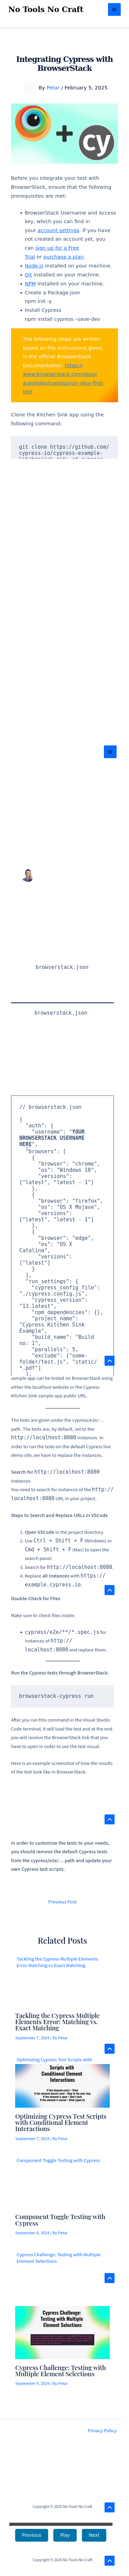 No Tools No Craft
Integrating Cypress with
BrowserStack
By Petar / February 5, 2025
cy
Before you integrate your tests with
BrowserStack, ensure that the following
prerequisites are met:
BrowserStack Username and Access
key, which you can find in
your account settings. If you have
not created an account yet, you
can sign up for a Free
Trial or purchase a plan.
Node.js installed on your machine.
Git installed on your machine.
NPM installed on your machine.
Create a Package.json
npm init -y
Install Cypress
npm install cypress –save-dev
The following steps are written
based on the instructions given
in the official BrowserStack
Documentation: https://
www.browserstack.com/docs/
automate/cypress/run-your-first-
test
Clone the Kitchen Sink app using the
following command:
git clone https://github.com/
cypress-io/cypress-example-
browserstack.json
browserstack.json
// browserstack.json
{
"auth": {
"username": "YOUR
BROWSERSTACK USERNAME
HERE",
"browsers": [
{
"browser": "chrome",
"os": "Windows 10",
"versions":
["latest", "latest - 1"]
},
{
"browser": "firefox",
"os": "OS X Mojave",
"versions":
["latest", "latest - 1"]
},
{
"browser": "edge",
"os": "OS X
Catalina",
"versions":
["latest"]
}
],
"run_settings": {
"cypress_config_file":
"./cypress.config.js",
"cypress_version":
"13.latest",
"npm_dependencies": {},
"project_name":
"Cypress Kitchen Sink
Example",
"build_name": "Build
no: 1",
"parallels": 5,
"exclude": ["some-
folder/test.js", "static/
*.pdf"]
sample app can be tested on BrowserStack using
either the localhost website or the Cypress
Kitchen Sink sample app public URL.
The tests are given under the cypress/e2e/...
path. The tests are, by default, set to the
http://localhost:8080 instances. In
order to run the tests on the default Cypress live
demo site, we have to replace the instances.
Search for http://localhost:8080
instances
You need to search for instances of the http://
localhost:8080 URL in your project.
Steps to Search and Replace URLs in VSCode
1. Open VSCode in the project directory.
2. Use Ctrl + Shift + F (Windows) or
Cmd + Shift + F (Mac) to open the
search panel.
3. Search for http://localhost:8080.
4. Replace all instances with https://
example.cypress.io.
Double-Check for Files
Make sure to check files inside:
cypress/e2e/**/*.spec.js for
instances of http://
localhost:8080 and replace them.
Run the Cypress tests through BrowserStack:
browserstack-cypress run
After you run this command in the Visual Studio
Code terminal, it will load the test and at the end
you will receive the BrowserStack link that you
have to open in order to see the test visual.
Here is an example screenshot of how the results
of the test look like in BrowserStack:
In order to customize the tests to your needs,
you should remove the default Cypress tests
from the cypress/e2e/... path and update your
own Cypress test scripts.
Previous Post
Related Posts
Tackling the Cypress Multiple Elements
Error Matching vs Exact Matching
Tackling the Cypress Multiple
Elements Error: Matching vs.
Exact Matching
September 7, 2024 / By Petar
Optimizing Cypress Test Scripts with
Scripts with
Conditional Element
Interactions
Optimizing Cypress Test Scripts
with Conditional Element
Interactions
September 7, 2024 / By Petar
Component Toggle Testing with Cypress
Component Toggle Testing with
Cypress
September 8, 2024 / By Petar
Cypress Challenge: Testing with Multiple
Element Selections
Cypress Challenge:
Testing with Multiple
Element Selections
Cypress Challenge: Testing with
Multiple Element Selections
September 9, 2024 / By Petar
Privacy Policy
Copyright © 2025 No Tools No Craft
Previous
Play
Next
Copyright © 2025 No Tools No Craft